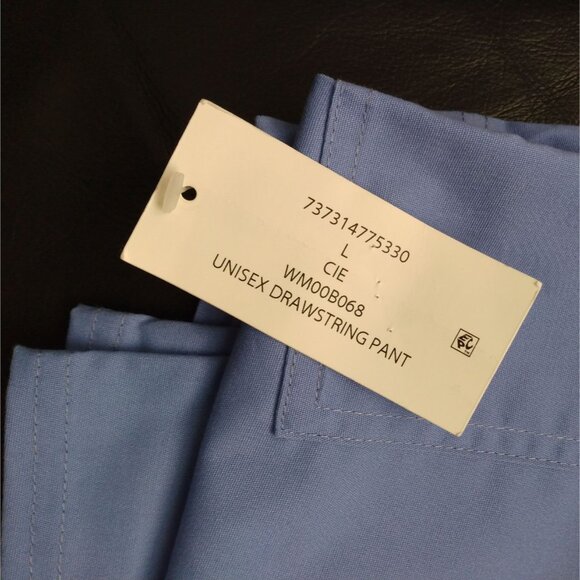 737314775330
L
CIE
WM00B068
UNISEX DRAWSTRING PANT